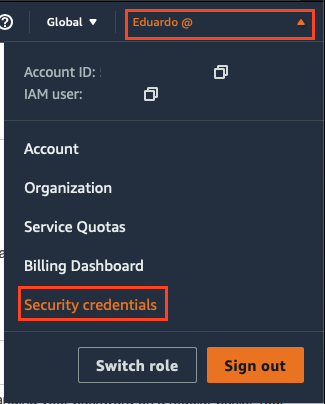 Global
Eduardo @
Account ID:
IAM user:
Account
Organization
Service Quotas
Billing Dashboard
Security credentials
Switch role
Sign out